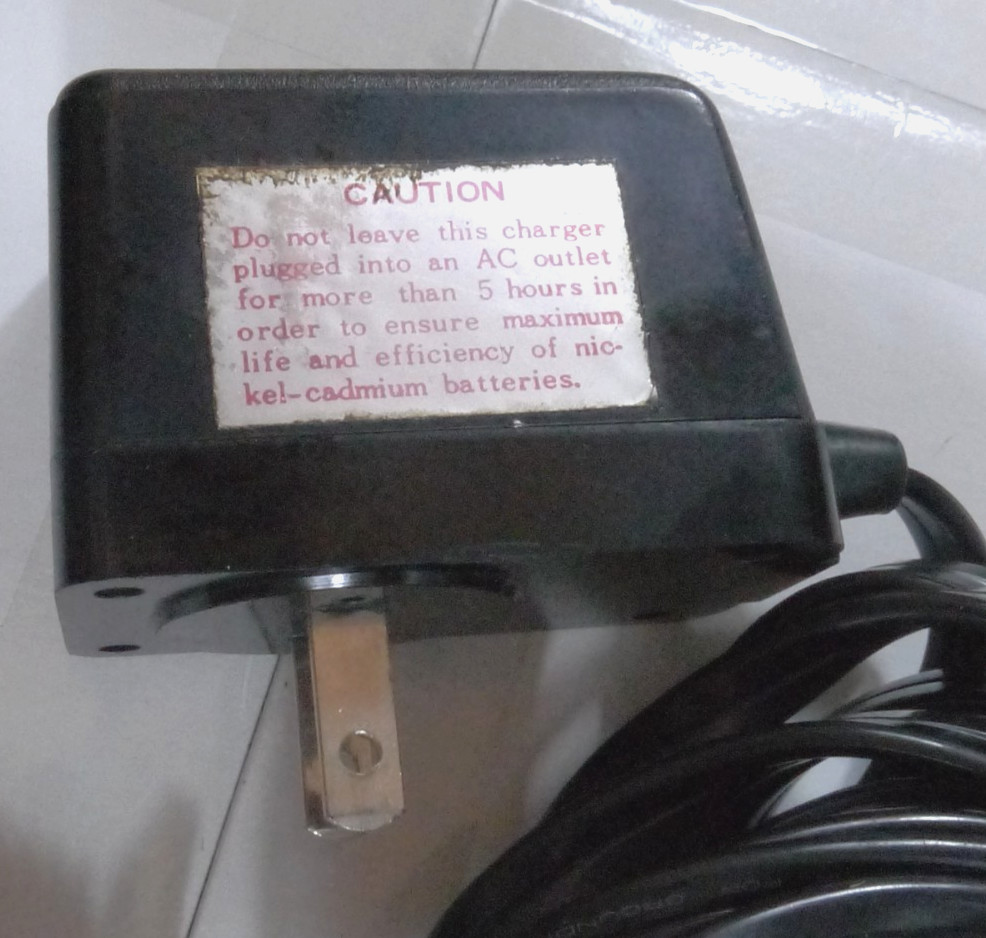 CAUTION
Do not leave this charger
plugged into an AC outlet
for more than 5 hours in
order to ensure maximum
life and efficiency of nic-
kel-cadmium batteries.